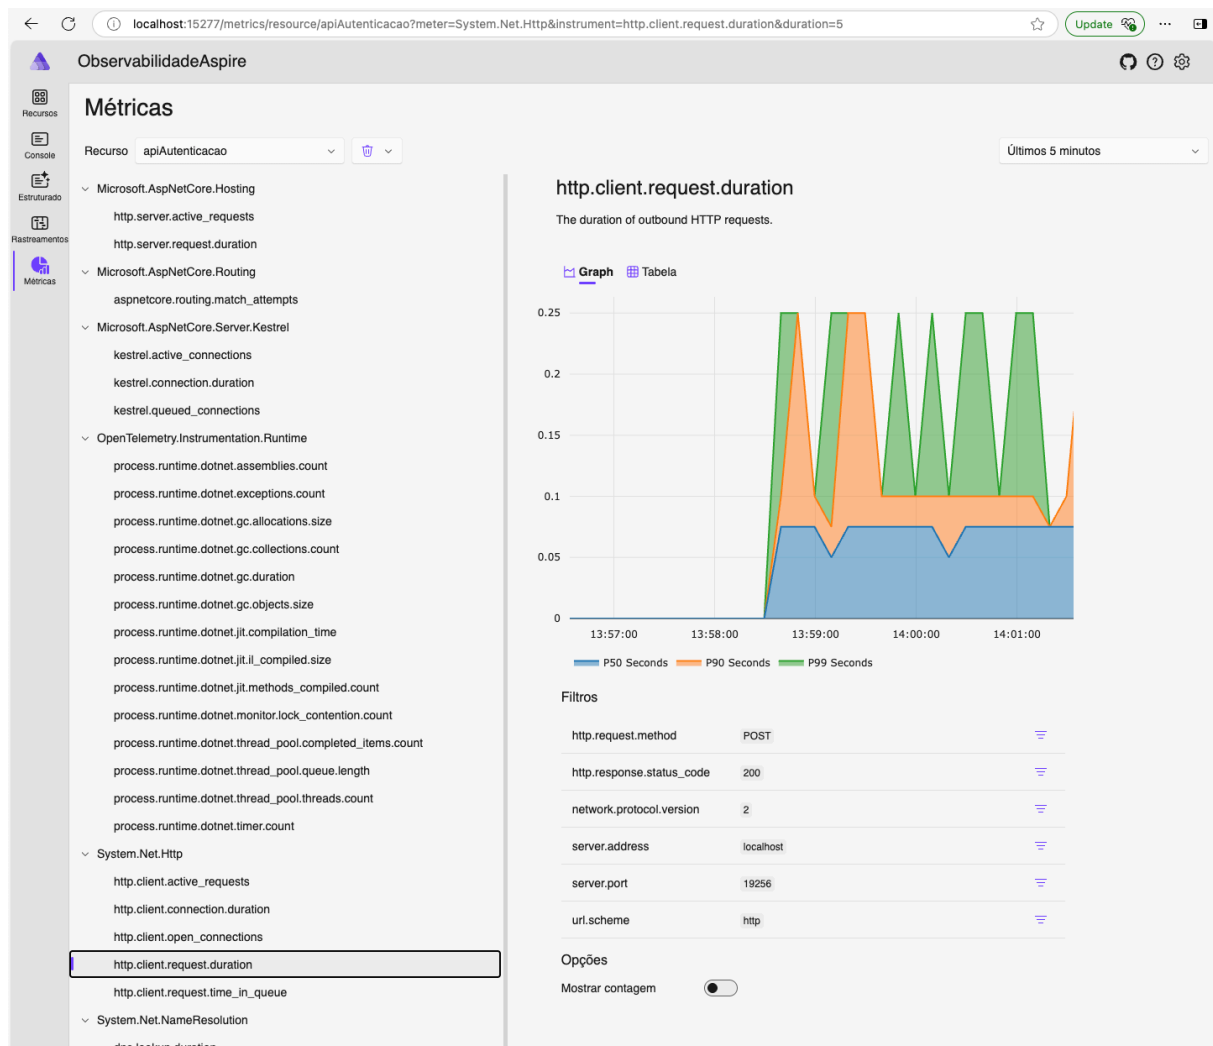 localhost:15277/metrics/resource/apiAutenticacao?meter=System.Net.Http&instrument=http.client.request.duration&duration=5
Update
ObservabilidadeAspire
Recursos
Console
Estruturado
Rastreamentos
Métricas
Métricas
Recurso apiAutenticacao
Últimos 5 minutos
Microsoft.AspNetCore.Hosting
http.server.active_requests
http.server.request.duration
Microsoft.AspNetCore.Routing
aspnetcore.routing.match_attempts
Microsoft.AspNetCore.Server.Kestrel
kestrel.active_connections
kestrel.connection.duration
kestrel.queued_connections
OpenTelemetry.Instrumentation.Runtime
process.runtime.dotnet.assemblies.count
process.runtime.dotnet.exceptions.count
process.runtime.dotnet.gc.allocations.size
process.runtime.dotnet.gc.collections.count
process.runtime.dotnet.gc.duration
process.runtime.dotnet.gc.objects.size
process.runtime.dotnet.jit.compilation_time
process.runtime.dotnet.jit.il_compiled.size
process.runtime.dotnet.jit.methods_compiled.count
process.runtime.dotnet.monitor.lock_contention.count
process.runtime.dotnet.thread_pool.completed_items.count
process.runtime.dotnet.thread_pool.queue.length
process.runtime.dotnet.thread_pool.threads.count
process.runtime.dotnet.timer.count
System.Net.Http
http.client.active_requests
http.client.connection.duration
http.client.open_connections
http.client.request.duration
http.client.request.time_in_queue
System.Net.NameResolution
http.client.request.duration
The duration of outbound HTTP requests.
Graph Tabela
0.25
0.2
0.15
0.1
0.05
0
13:57:00 13:58:00 13:59:00 14:00:00 14:01:00
P50 Seconds P90 Seconds P99 Seconds
Filtros
http.request.method POST
http.response.status_code 200
network.protocol.version 2
server.address localhost
server.port 19256
url.scheme http
Opções
Mostrar contagem